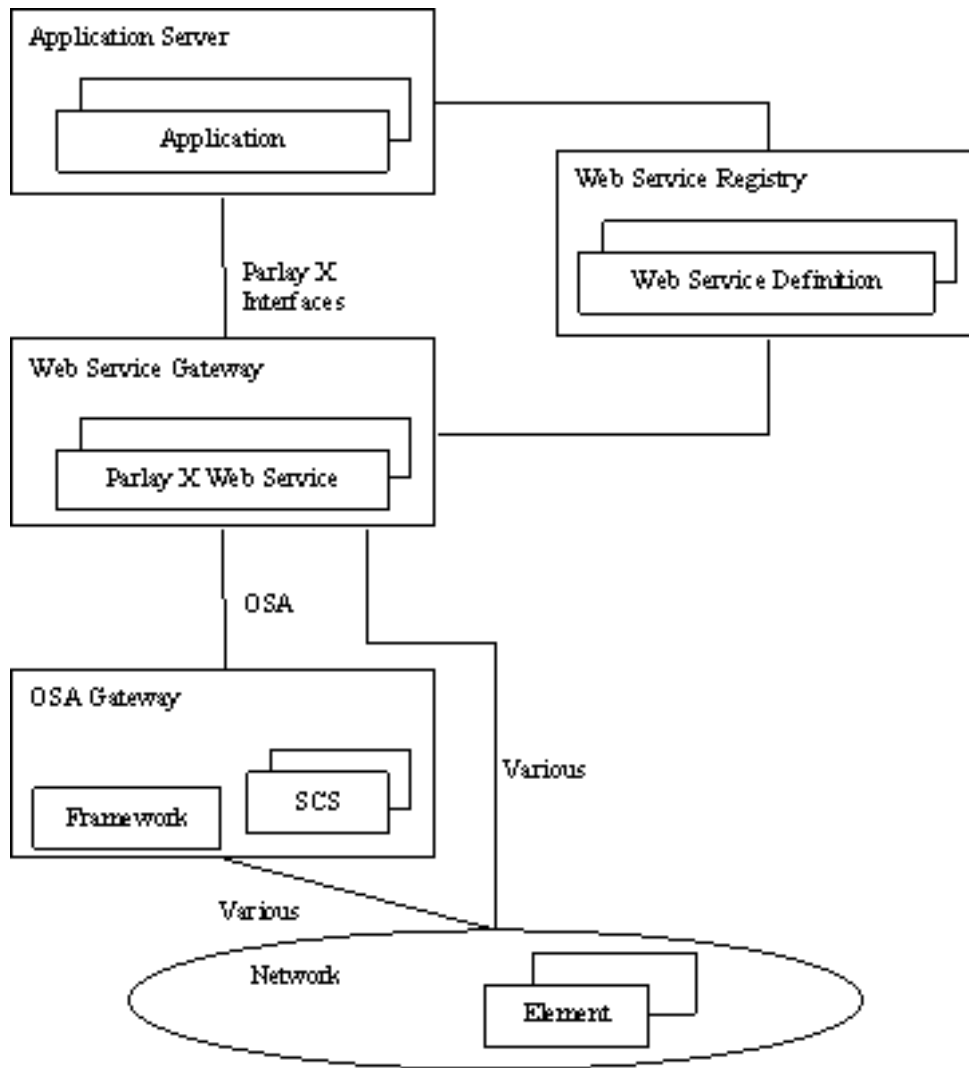 Application Server
Application
Web Service Registry
Web Service Definition
Parlay X
Interfaces
Web Service Gateway
Parlay X Web Service
OSA
OSA Gateway
SCS
Framework
Various
Various
Network
Element